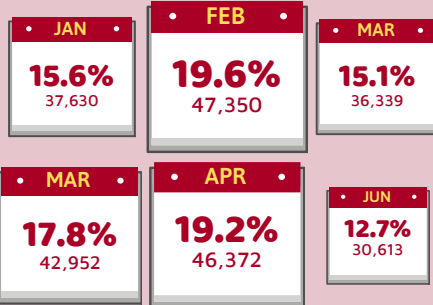 JAN
15.6%
37,630
FEB
19.6%
47,350
MAR
15.1%
36,339
MAR
17.8%
42,952
APR
19.2%
46,372
JUN
12.7%
30,613